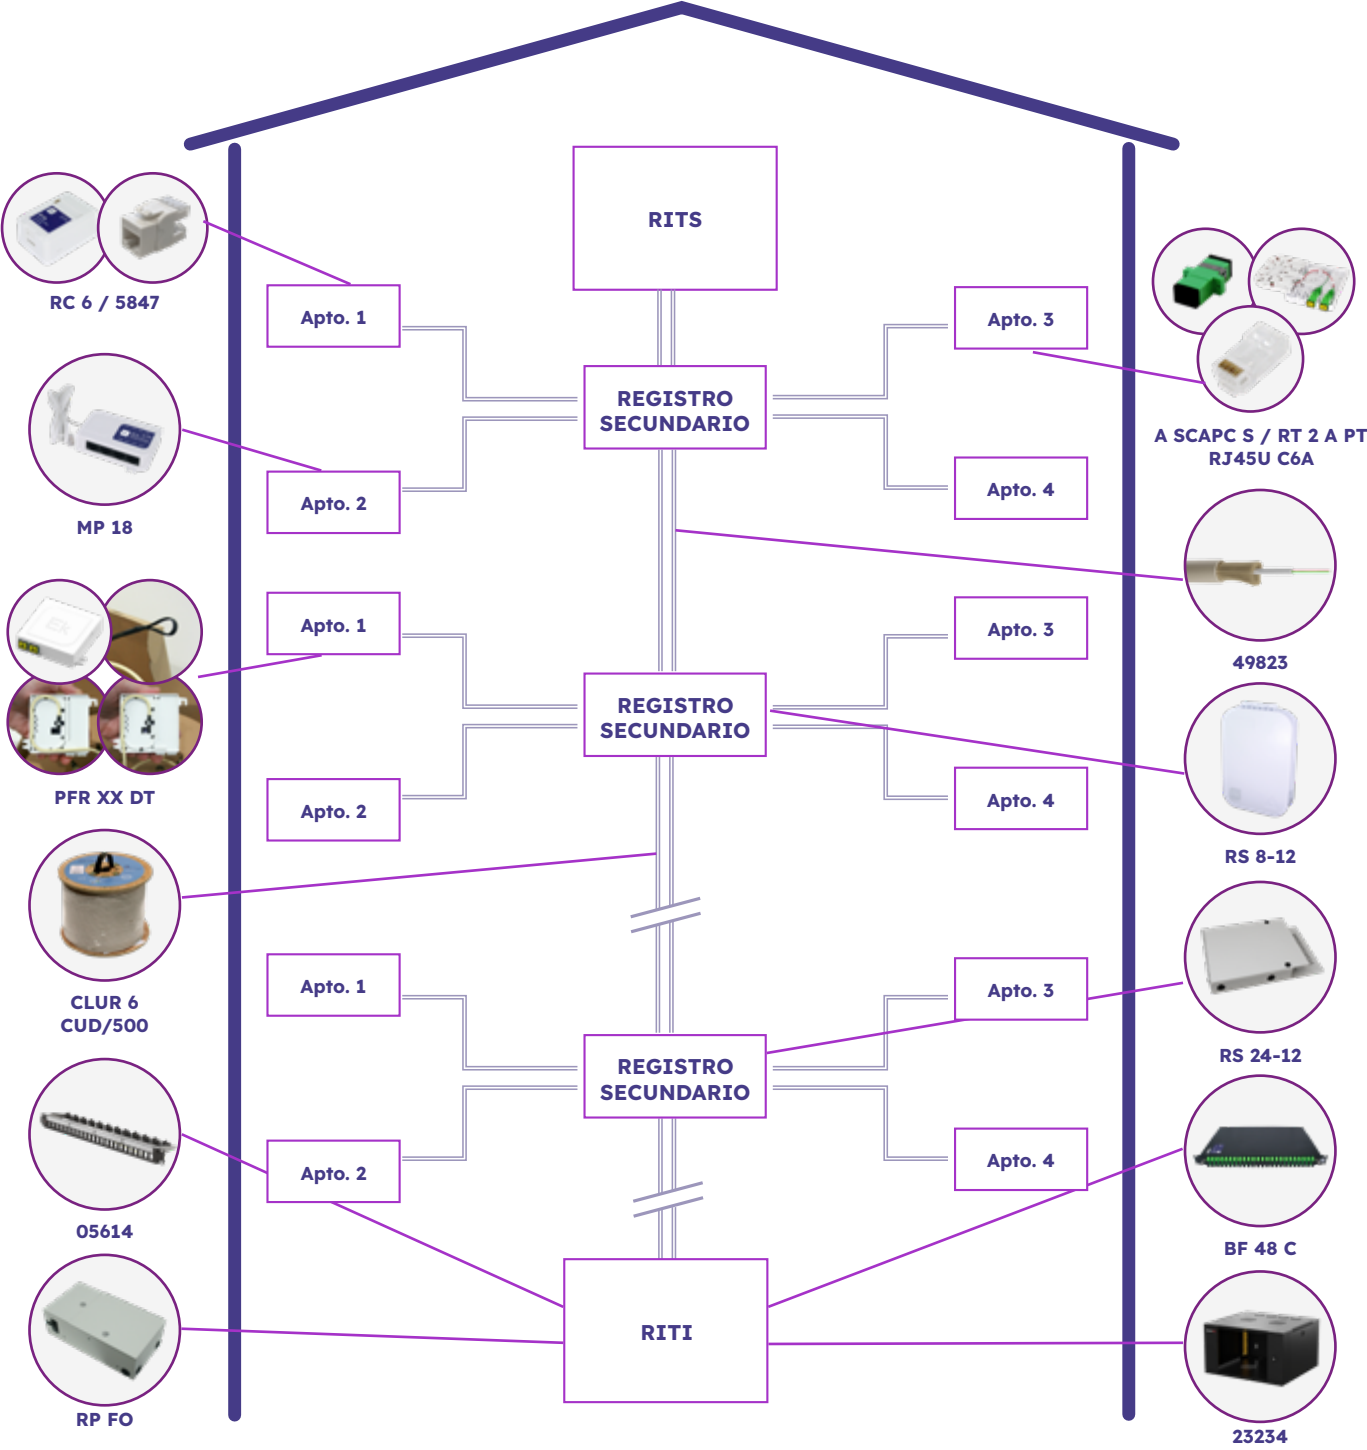 RITS
RC 6 / 5847
Apto. 1
Apto. 3
REGISTRO
SECUNDARIO
A SCAPC S / RT 2 A PT
RJ45U C6A
MP 18
Apto. 2
Apto. 4
49823
Apto. 1
Apto. 3
REGISTRO
SECUNDARIO
PFR XX DT
Apto. 2
Apto. 4
RS 8-12
CLUR 6
CUD/500
Apto. 1
Apto. 3
RS 24-12
REGISTRO
SECUNDARIO
05614
Apto. 2
Apto. 4
BF 48 C
RITI
RP FO
23234